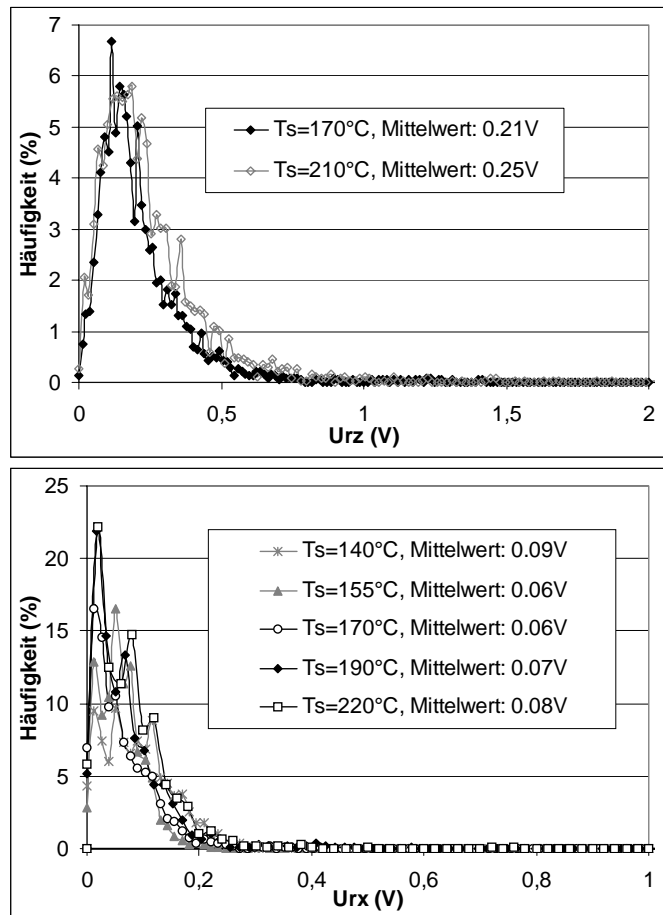 7
6
5
4
3
2
1
0
Häufigkeit (%)
Ts=170°C, Mittelwert: 0.21V
Ts=210°C, Mittelwert: 0.25V
0 0,5 1 1,5 2
Urz (V)
25
20
15
10
5
0
Häufigkeit (%)
Ts=140°C, Mittelwert: 0.09V
Ts=155°C, Mittelwert: 0.06V
Ts=170°C, Mittelwert: 0.06V
Ts=190°C, Mittelwert: 0.07V
Ts=220°C, Mittelwert: 0.08V
0 0,2 0,4 0,6 0,8 1
Urx (V)